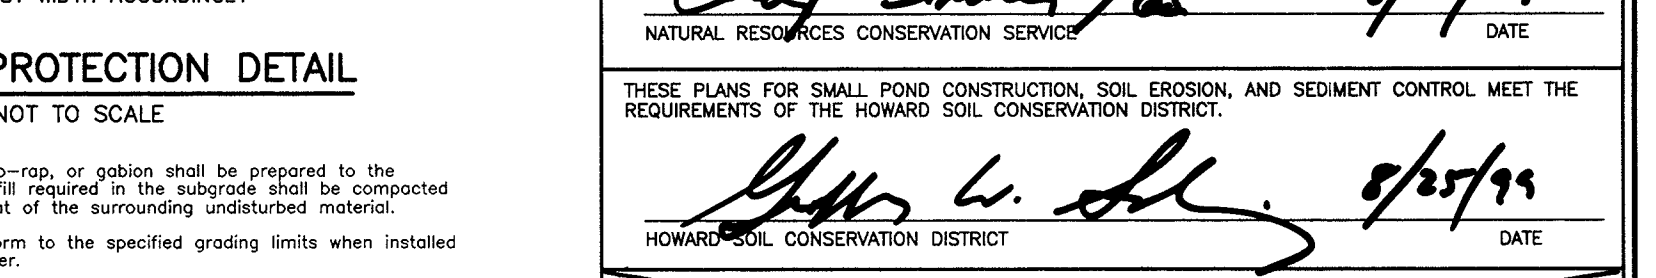 PROTECTION DETAIL
NOT TO SCALE
-rap, or gabion shall be prepared to the
fill required in the subgrade shall be compacted
of the surrounding undisturbed material.
to the specified grading limits when installed
NATURAL RESOURCES CONSERVATION SERVICE DATE
THESE PLANS FOR SMALL POND CONSTRUCTION, SOIL EROSION, AND SEDIMENT CONTROL MEET THE
REQUIREMENTS OF THE HOWARD SOIL CONSERVATION DISTRICT.
W. 8/25/99
HOWARD SOIL CONSERVATION DISTRICT DATE